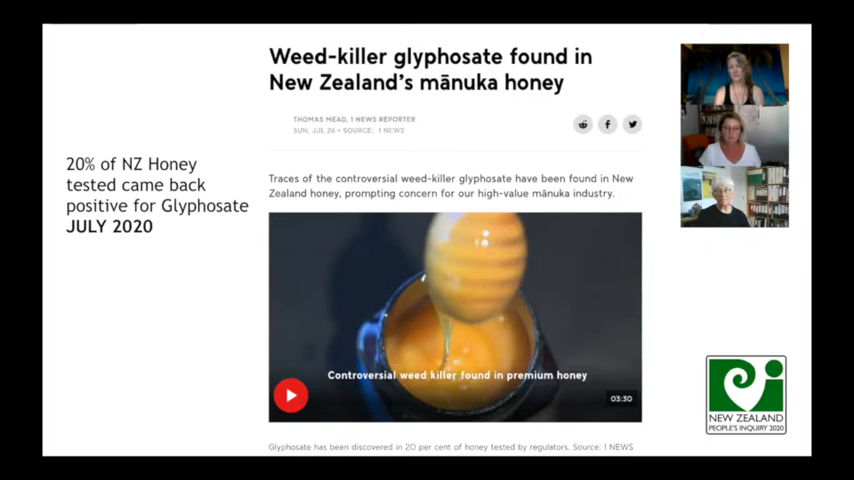 Weed-killer glyphosate found in
New Zealand's mānuka honey
THOMAS MEAD, 1 NEWS REPORTER
SUN, JUL 26 • SOURCE: 1 NEWS
20% of NZ Honey
tested came back
positive for Glyphosate
JULY 2020
Traces of the controversial weed-killer glyphosate have been found in New
Zealand honey, prompting concern for our high-value mānuka industry.
Controversial weed killer found in premium honey
03:30
Glyphosate has been discovered in 20 per cent of honey tested by regulators. Source: 1 NEWS
NEW ZEALAND
PEOPLE'S INQUIRY 2020